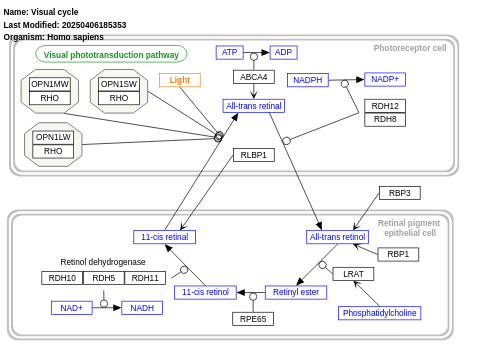 Name: Visual cycle
Last Modified: 20250406185353
Organism: Homo sapiens
Visual phototransduction pathway
ATP
ADP
Photoreceptor cell
OPN1MW
RHO
OPN1SW
RHO
Light
ABCA4
NADPH
NADP+
All-trans retinal
RDH12
RDH8
OPN1LW
RHO
RLBP1
RBP3
11-cis retinal
All-trans retinol
Retinal pigment
epithelial cell
RBP1
Retinol dehydrogenase
RDH10
RDH5
RDH11
LRAT
11-cis retinol
Retinyl ester
NAD+
NADH
RPE65
Phosphatidylcholine